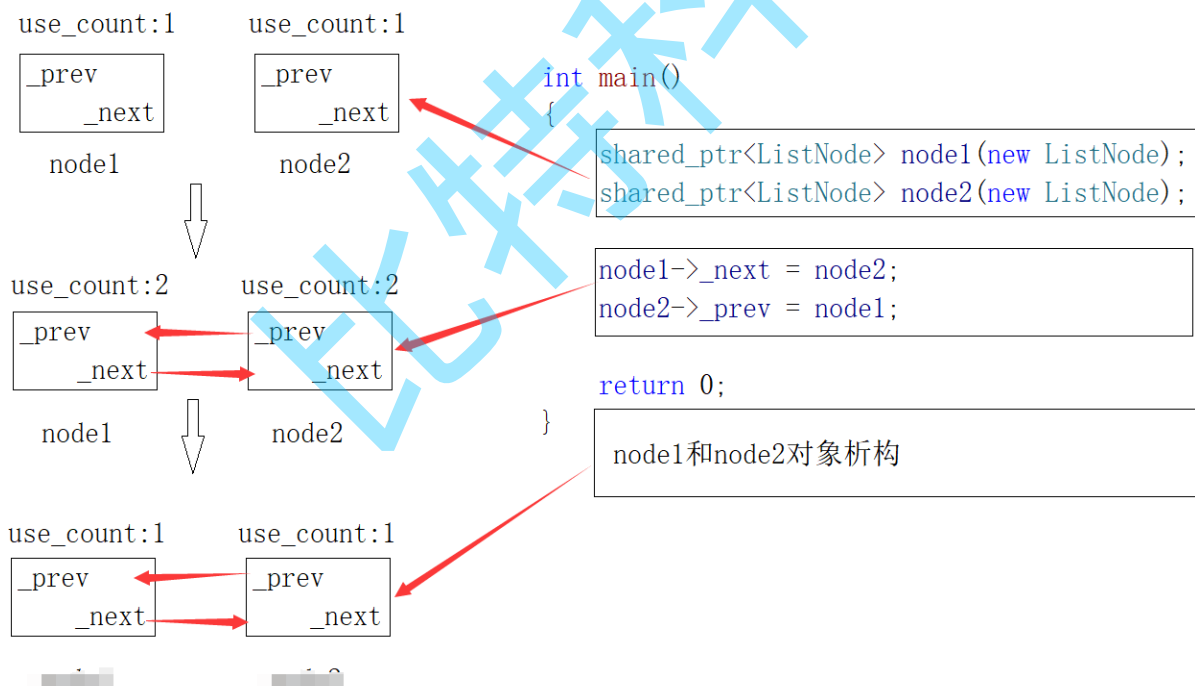 use_count:1 use_count:1
_prev _prev
_next _next
node1 node2
use_count:2 use_count:2
_prev _prev
_next _next
node1 node2
use_count:1 use_count:1
_prev _prev
_next _next
int main()
{
shared_ptr<ListNode> node1(new ListNode);
shared_ptr<ListNode> node2(new ListNode);
node1->_next = node2;
node2->_prev = node1;
return 0;
}
node1和node2对象析构
比特科